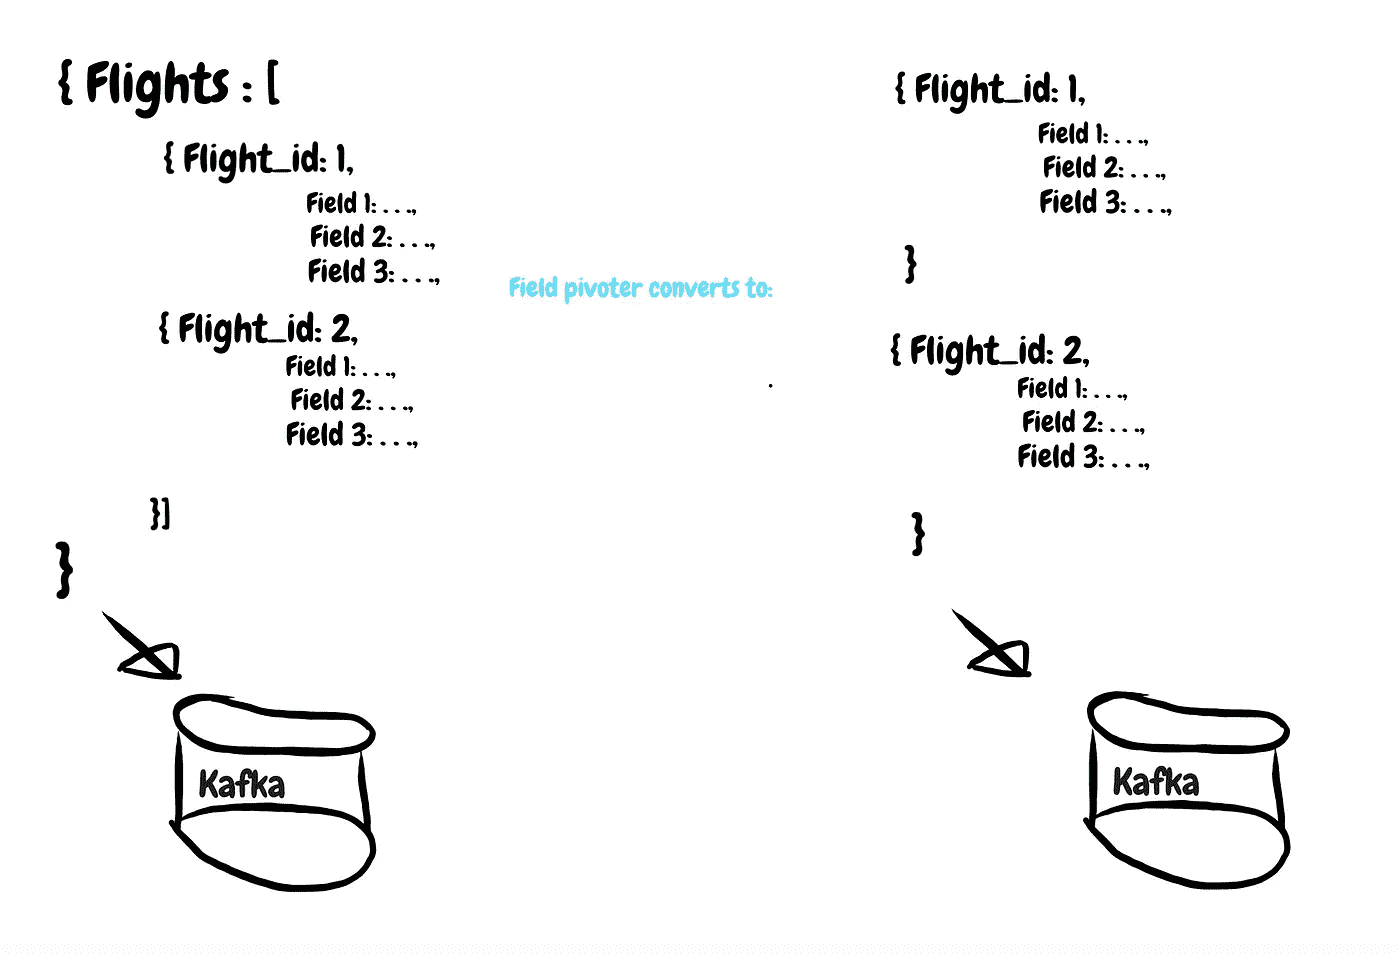 { Flights : [
{ Flight_id: 1,
Field 1: . . .,
Field 2: . . .,
Field 3: . . .,
{ Flight_id: 2,
Field 1: . . .,
Field 2: . . .,
Field 3: . . .,
}]
}
Kafka
Field pivoter converts to:
{ Flight_id: 1,
Field 1: . . .,
Field 2: . . .,
Field 3: . . .,
}
{ Flight_id: 2,
Field 1: . . .,
Field 2: . . .,
Field 3: . . .,
}
Kafka